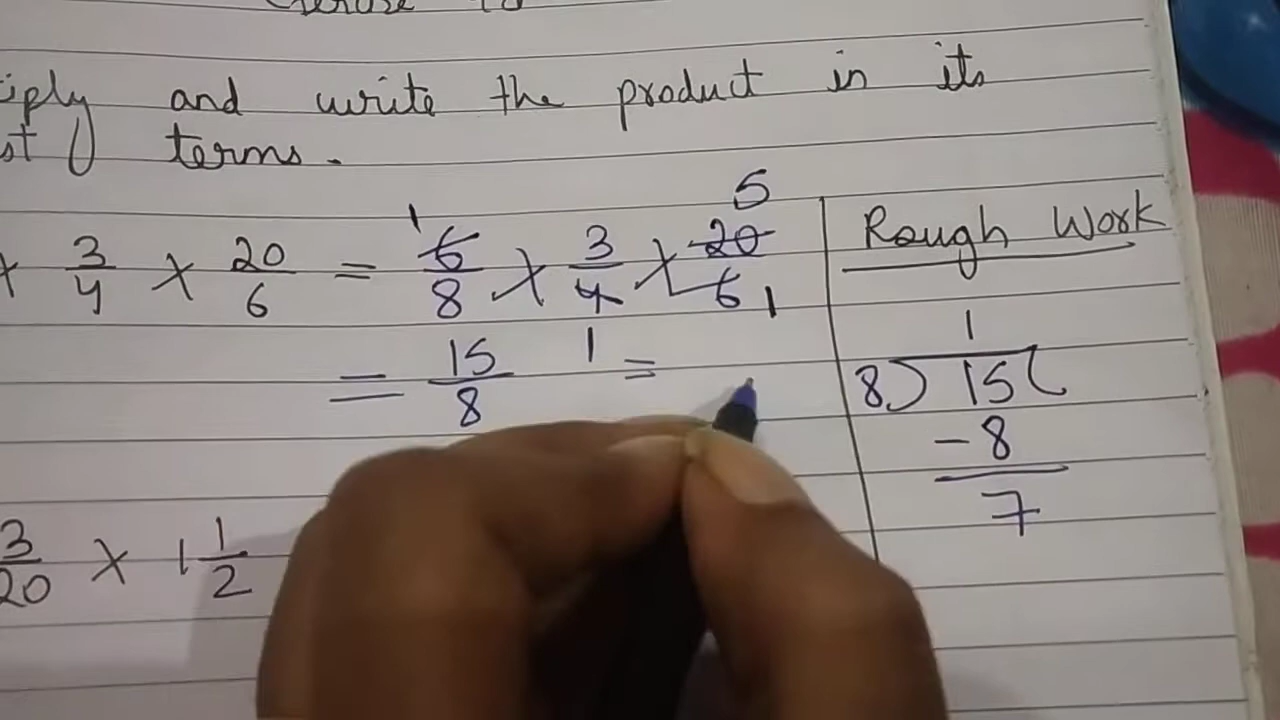 Exercise
iply and write the product in its
st terms.
× 3/4 × 20/6 = 6/8 × 3/4 × 20/6
1 5 1 1
= 15/8 =
3/20 × 1 1/2
Rough Work
1
8) 15 (
- 8
7